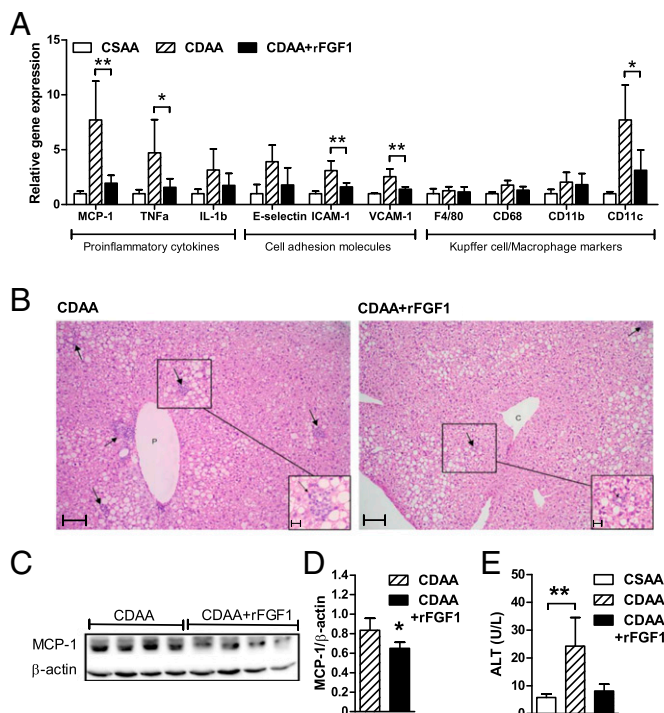 A
CSAA CDAA CDAA+rFGF1
Relative gene expression
15
10
5
0
MCP-1 TNFa IL-1b E-selectin ICAM-1 VCAM-1 F4/80 CD68 CD11b CD11c
** * ** ** *
Proinflammatory cytokines Cell adhesion molecules Kupffer cell/Macrophage markers
B
CDAA CDAA+rFGF1
P C
C
CDAA CDAA+rFGF1
MCP-1
β-actin
D
CDAA
CDAA
+rFGF1
MCP-1/β-actin
1.4
1.2
1.0
0.8
0.6
0.4
0.2
0
*
E
CSAA
CDAA
CDAA
+rFGF1
ALT (U/L)
50
40
30
20
10
0
**